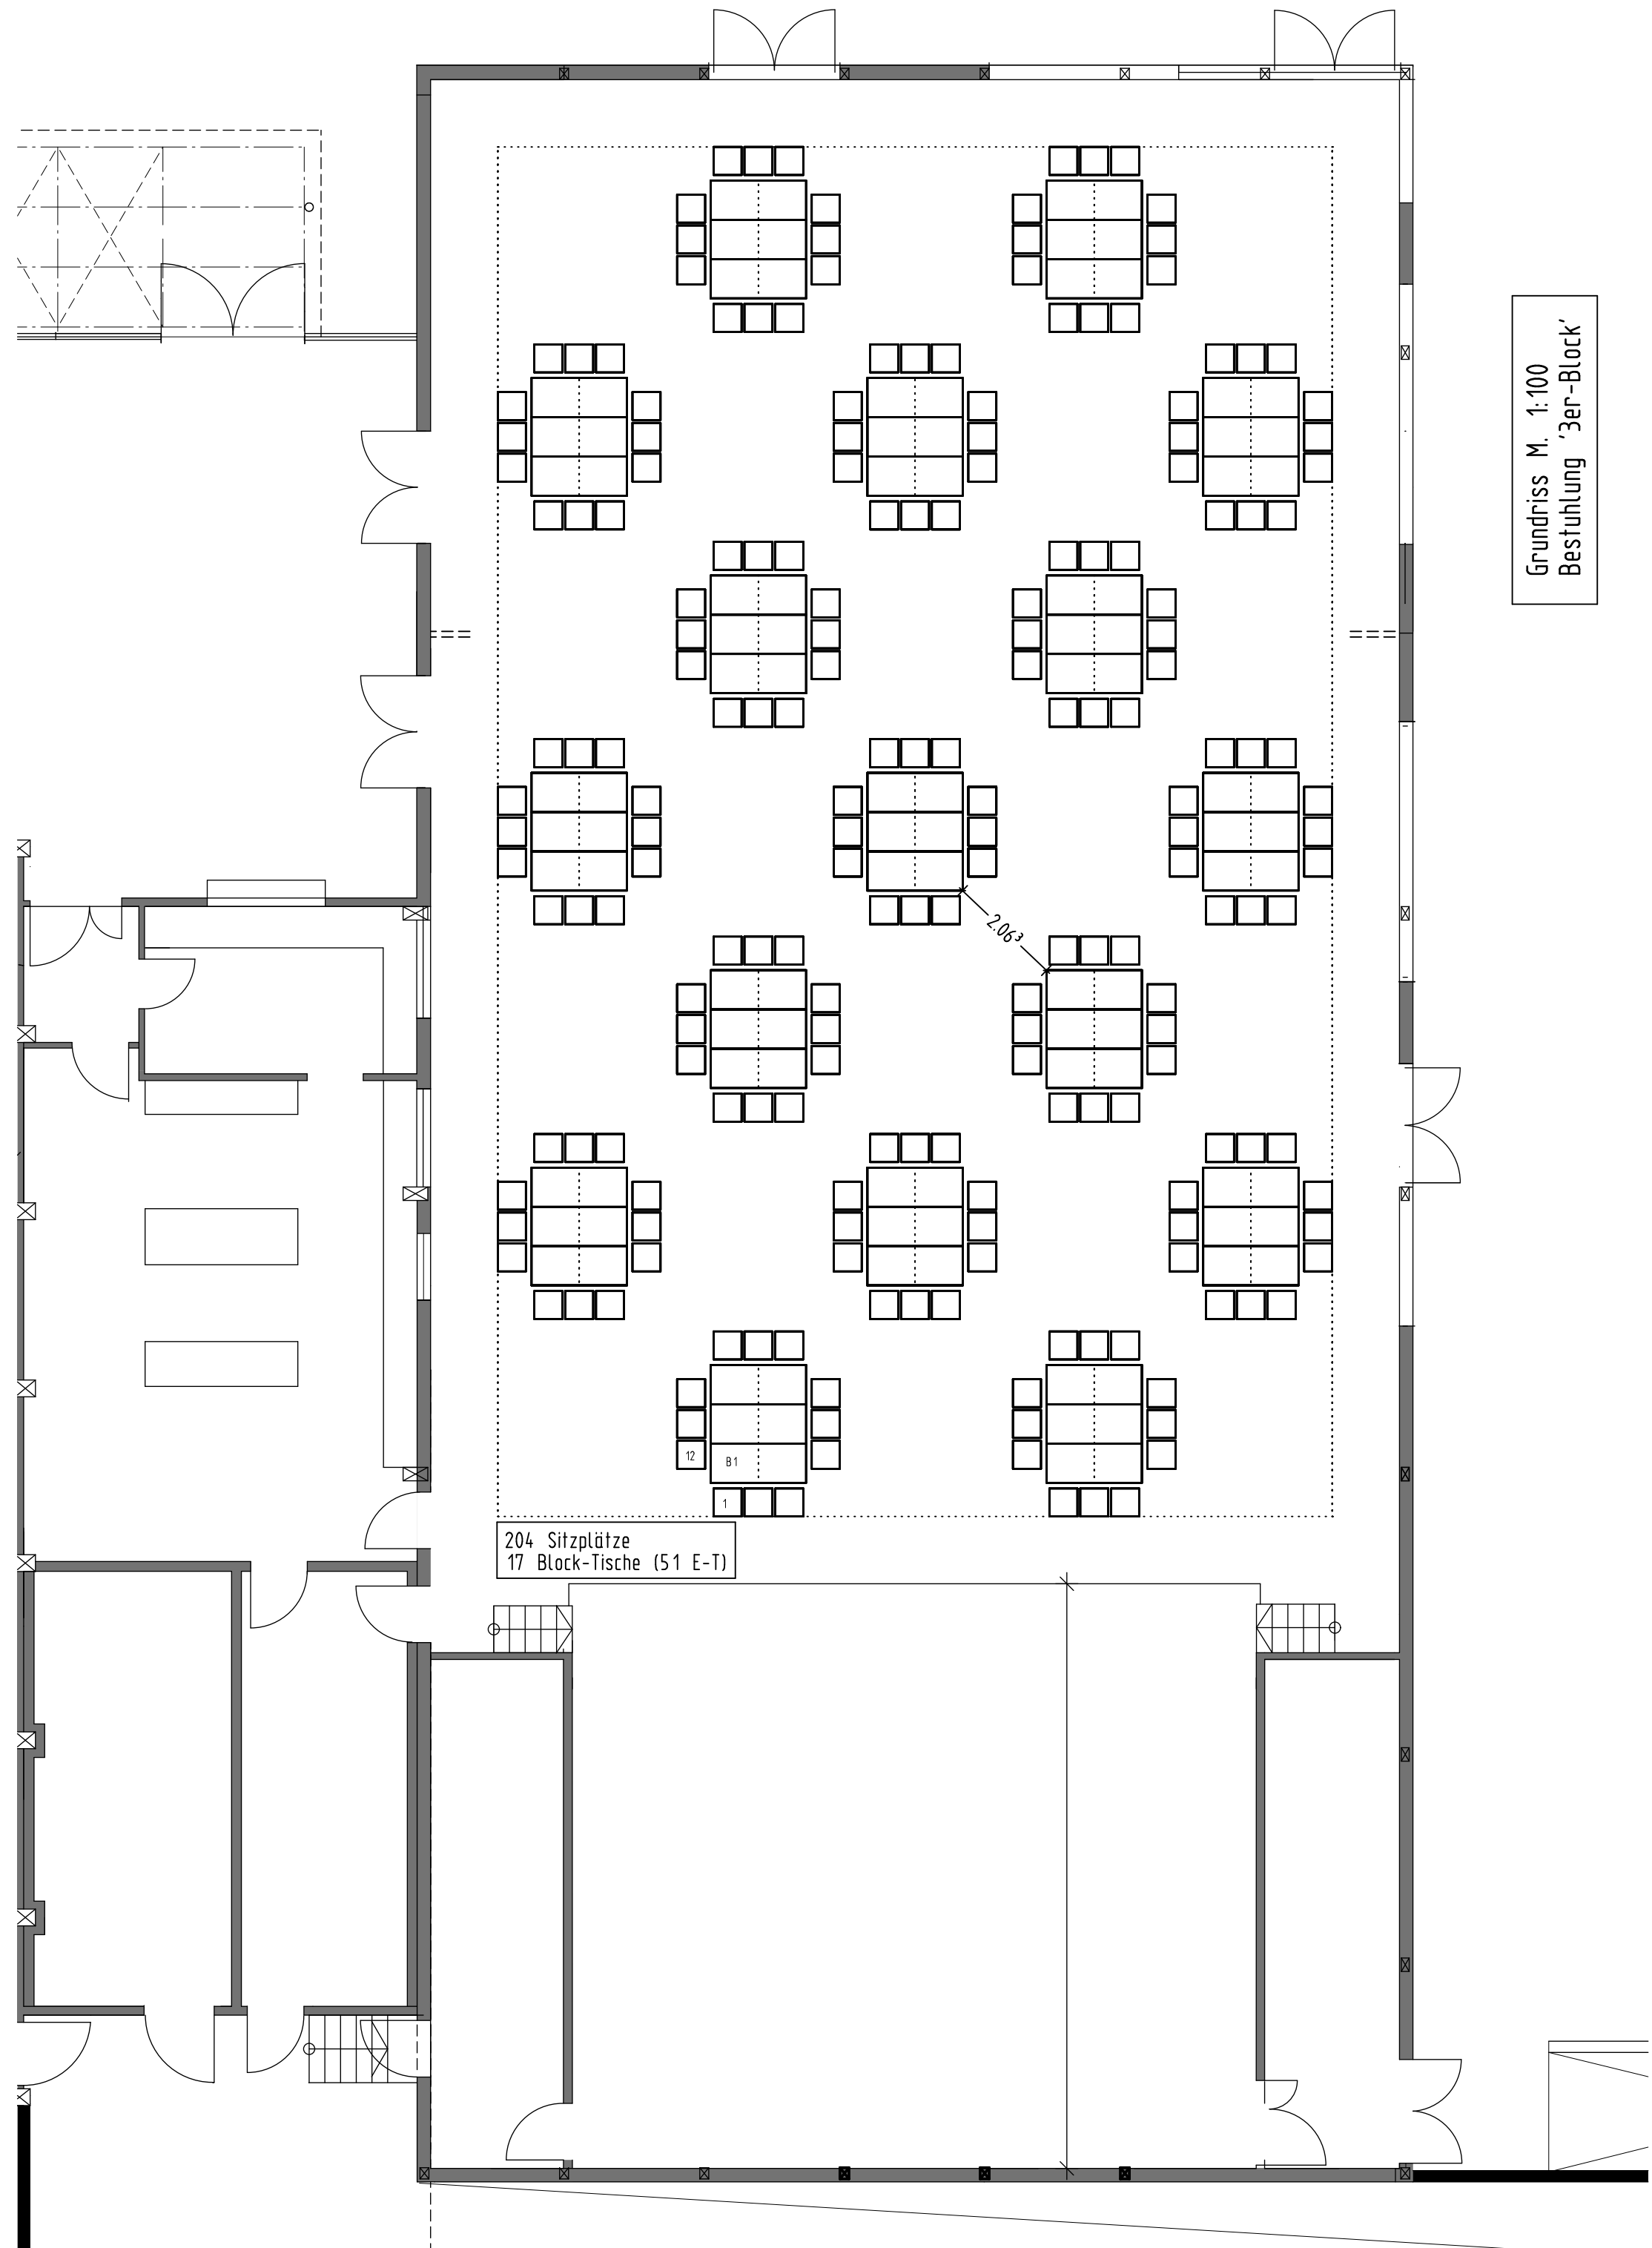 Grundriss M. 1:100
Bestuhlung '3er-Block'
2.06³
12
B1
1
204 Sitzplätze
17 Block-Tische (51 E-T)